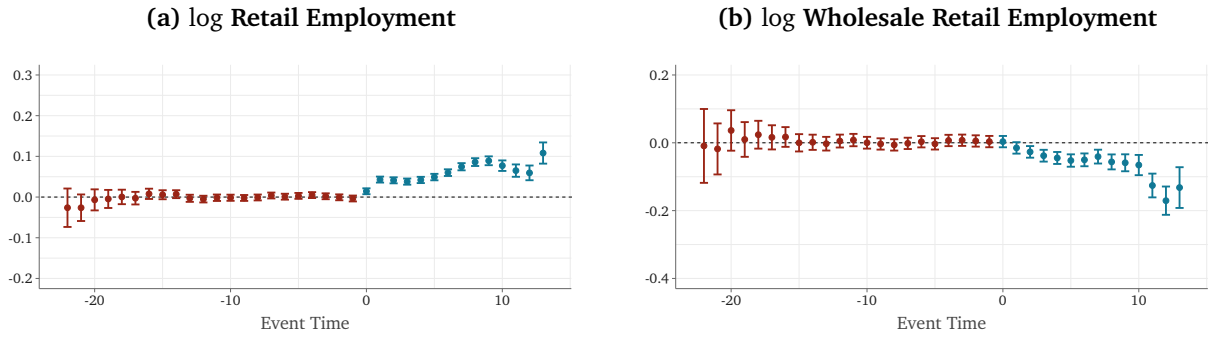 (a) log Retail Employment
0.3
0.2
0.1
0.0
-0.1
-0.2
-20 -10 0 10
Event Time
(b) log Wholesale Retail Employment
0.2
0.0
-0.2
-0.4
-20 -10 0 10
Event Time